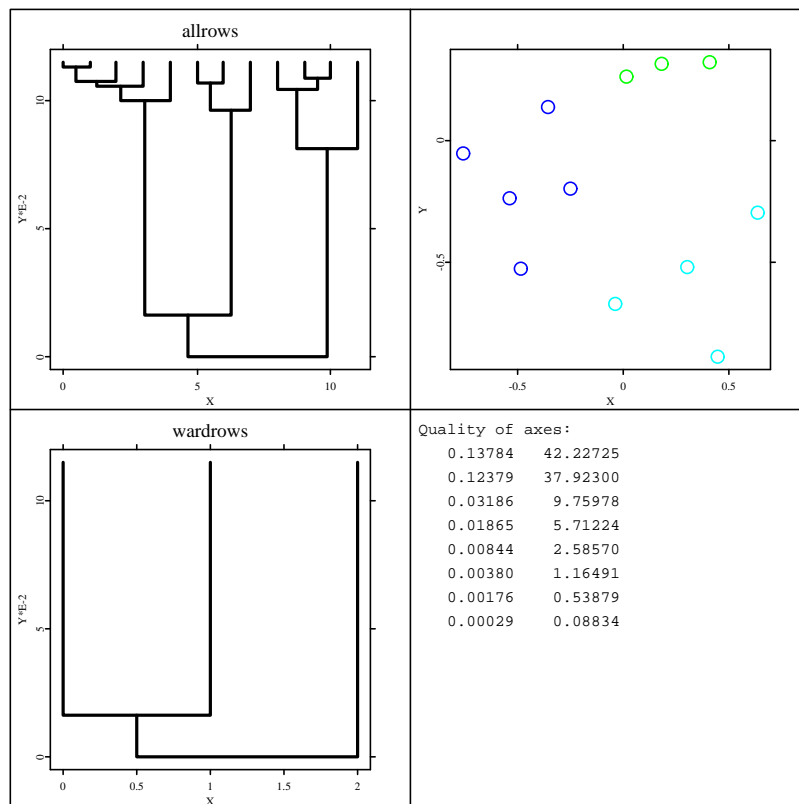 allrows
10
5
0
Y*E-2
0 5 10
X
0
-0.5
Y
-0.5 0 0.5
X
wardrows
10
5
0
Y*E-2
0 0.5 1 1.5 2
X
Quality of axes:
0.13784 42.22725
0.12379 37.92300
0.03186 9.75978
0.01865 5.71224
0.00844 2.58570
0.00380 1.16491
0.00176 0.53879
0.00029 0.08834